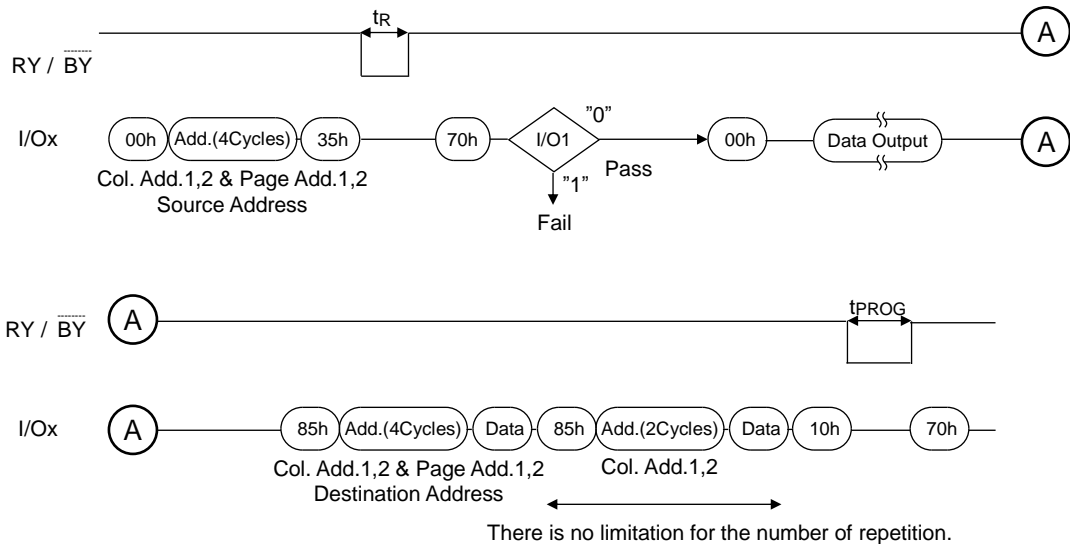 tR
A
RY / BY
I/Ox
00h Add.(4Cycles) 35h 70h I/O1 "0" 00h Data Output A
Pass
"1"
Col. Add.1,2 & Page Add.1,2
Source Address
Fail
tPROG
A
RY / BY
I/Ox
A 85h Add.(4Cycles) Data 85h Add.(2Cycles) Data 10h 70h
Col. Add.1,2 & Page Add.1,2 Col. Add.1,2
Destination Address
There is no limitation for the number of repetition.